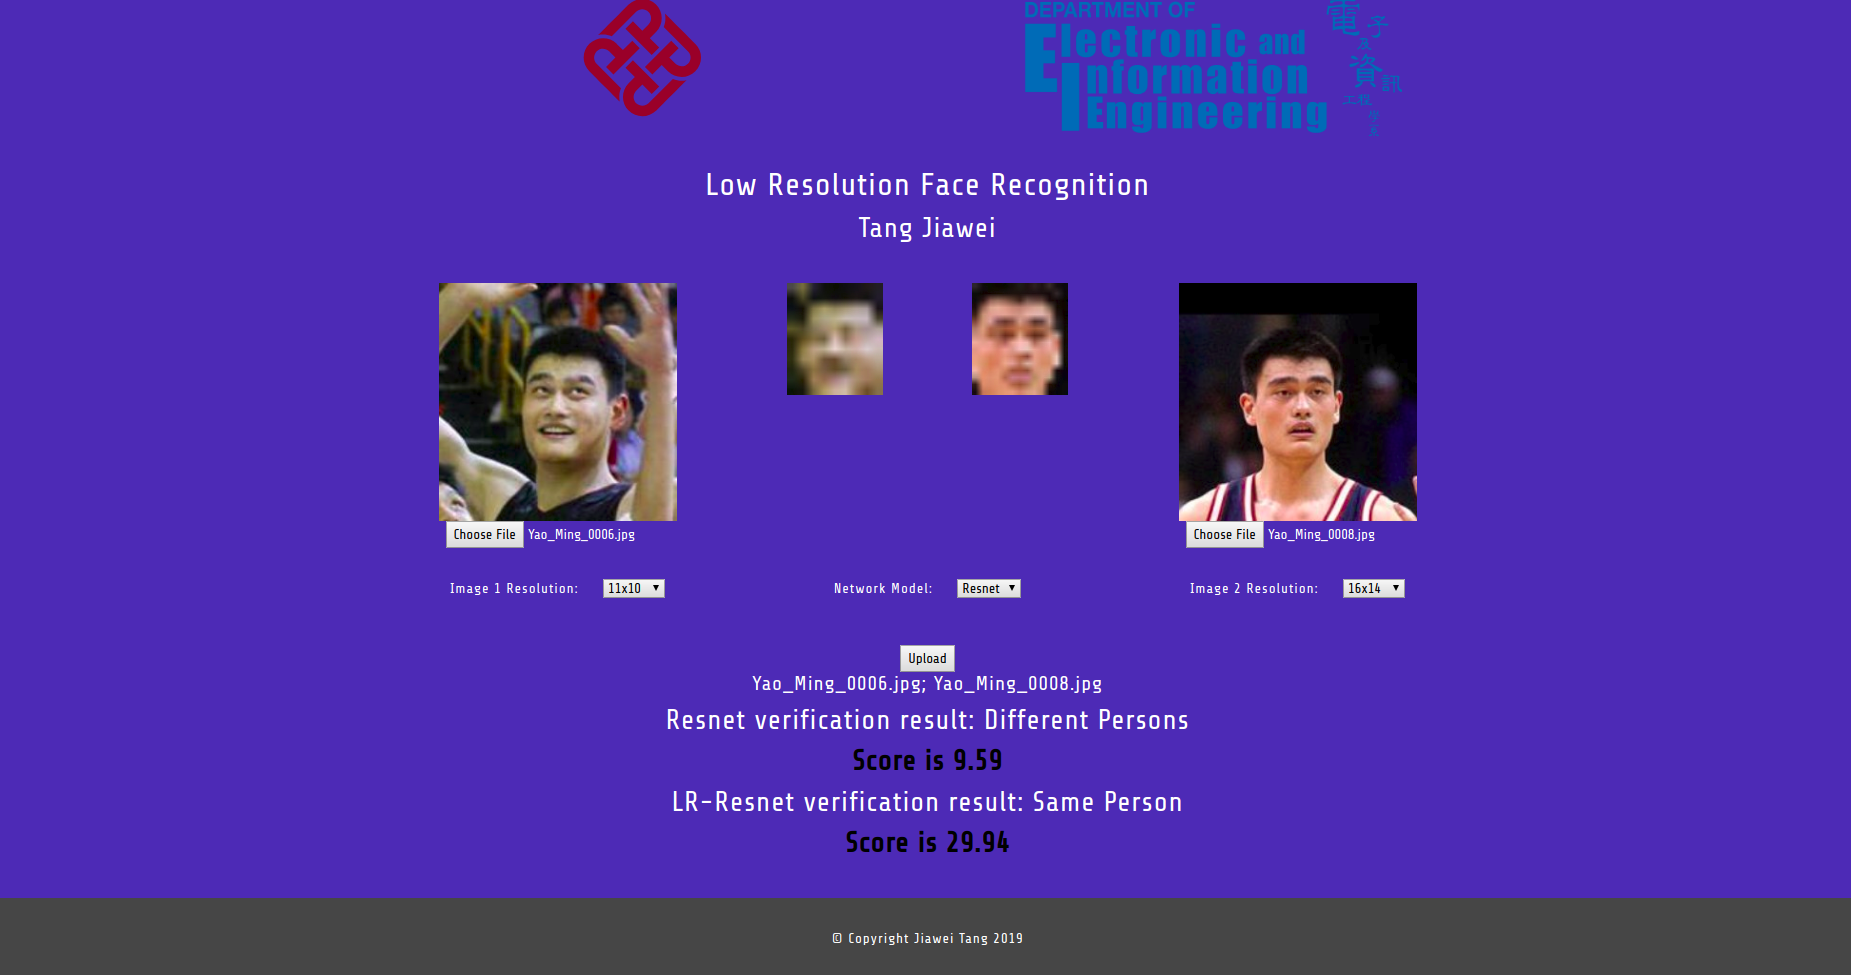 DEPARTMENT OF
Electronic and
Information
Engineering
電子
及
資訊
工程
學
系
Low Resolution Face Recognition
Tang Jiawei
Choose File Yao_Ming_0006.jpg
Choose File Yao_Ming_0008.jpg
Image 1 Resolution: 11x10 ▼
Network Model: Resnet ▼
Image 2 Resolution: 16x14 ▼
Upload
Yao_Ming_0006.jpg; Yao_Ming_0008.jpg
Resnet verification result: Different Persons
Score is 9.59
LR-Resnet verification result: Same Person
Score is 29.94
© Copyright Jiawei Tang 2019